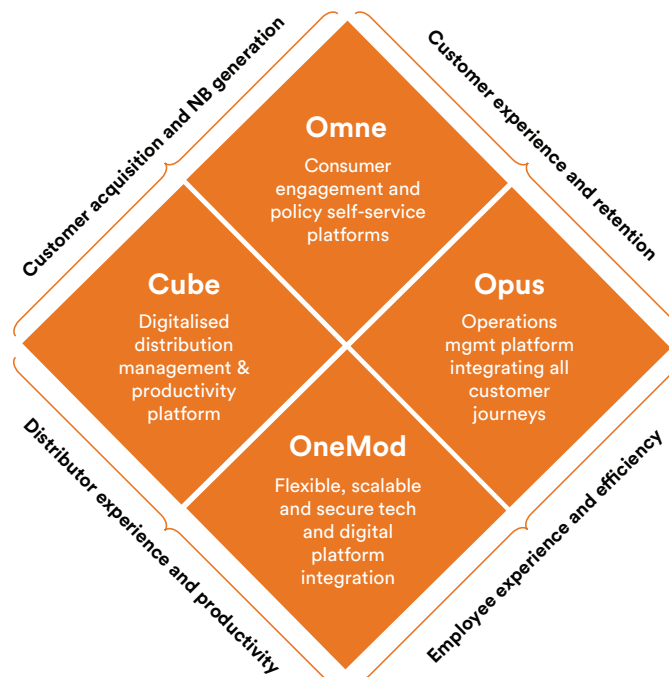 Customer acquisition and NB generation
Customer experience and retention
Omne
Consumer
engagement and
policy self-service
platforms
Cube
Digitalised
distribution
management &
productivity
platform
Opus
Operations
mgmt platform
integrating all
customer
journeys
OneMod
Flexible, scalable
and secure tech
and digital
platform
integration
Distributor experience and productivity
Employee experience and efficiency